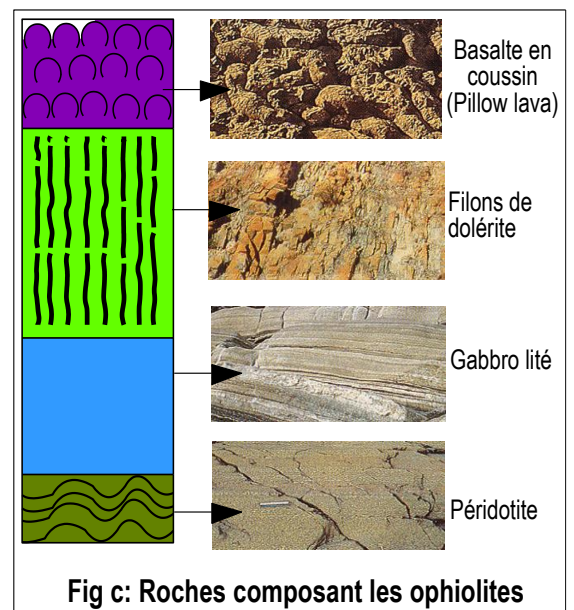 Basalte en
coussin
(Pillow lava)
Filons de
dolérite
Gabbro lité
Péridotite
Fig c: Roches composant les ophiolites